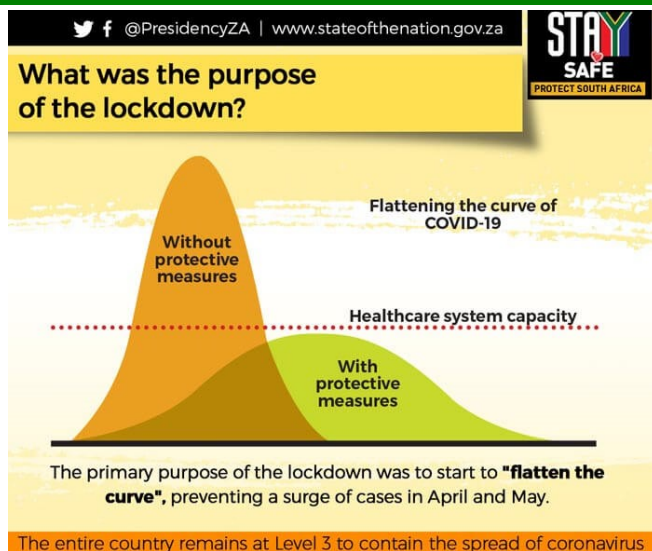 @PresidencyZA | www.stateofthenation.gov.za
STAY
SAFE
PROTECT SOUTH AFRICA
What was the purpose
of the lockdown?
Flattening the curve of
COVID-19
Without
protective
measures
Healthcare system capacity
With
protective
measures
The primary purpose of the lockdown was to start to "flatten the
curve", preventing a surge of cases in April and May.
The entire country remains at Level 3 to contain the spread of coronavirus